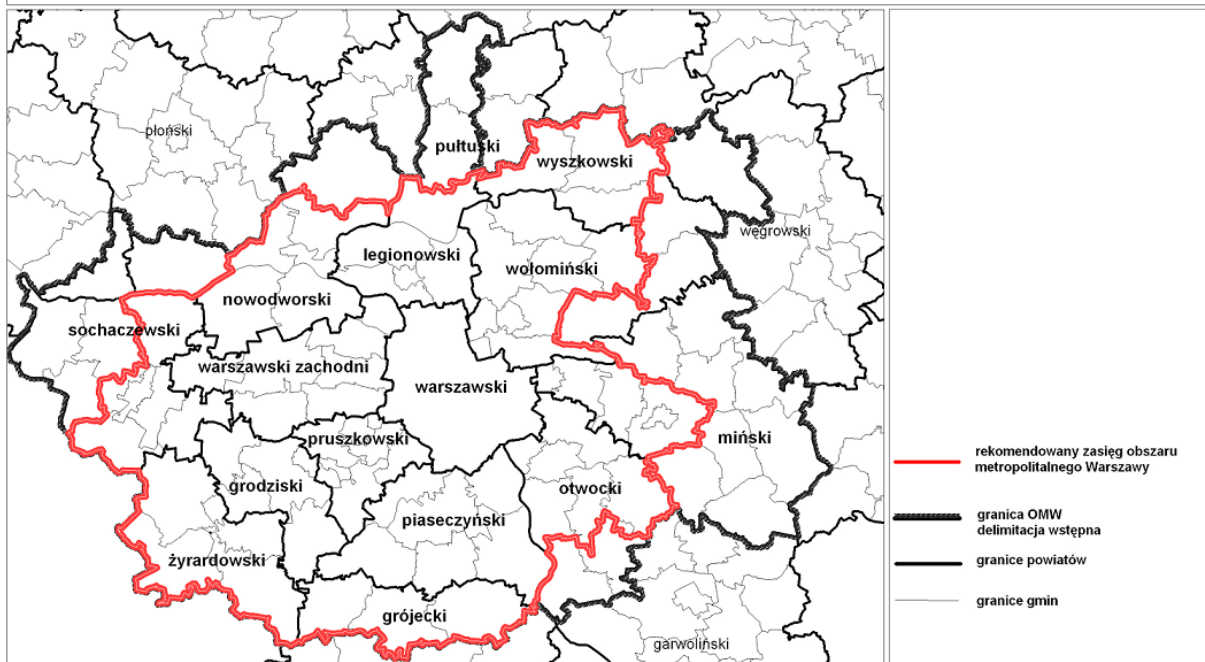 płoński
pułtuski
wyszkowski
węgrowski
legionowski
wołomiński
nowodworski
sochaczewski
warszawski zachodni
warszawski
pruszkowski
miński
grodziski
otwocki
piaseczyński
żyrardowski
grójecki
garwoliński
rekomendowany zasięg obszaru
metropolitalnego Warszawy
granica OMW
delimitacja wstępna
granice powiatów
granice gmin